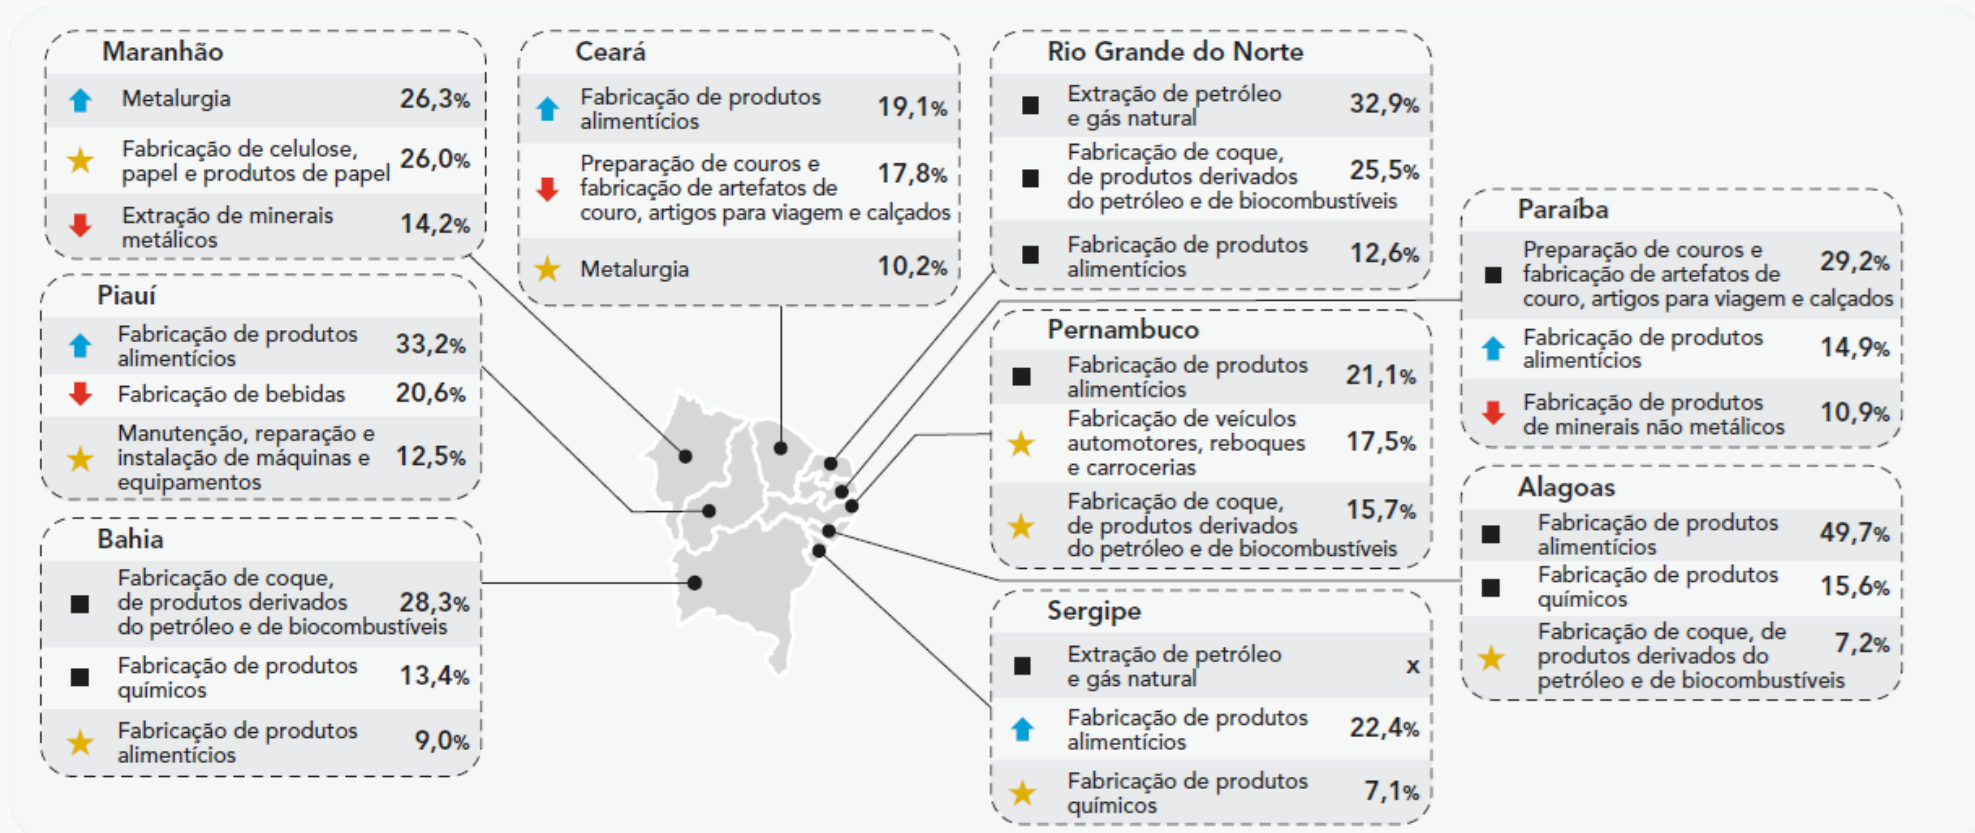 Maranhão
Metalurgia 26,3%
Fabricação de celulose,
papel e produtos de papel 26,0%
Extração de minerais
metálicos 14,2%
Piauí
Fabricação de produtos
alimentícios 33,2%
Fabricação de bebidas 20,6%
Manutenção, reparação e
instalação de máquinas e 12,5%
equipamentos
Bahia
Fabricação de coque,
de produtos derivados 28,3%
do petróleo e de biocombustíveis
Fabricação de produtos
químicos 13,4%
Fabricação de produtos
alimentícios 9,0%
Ceará
Fabricação de produtos
alimentícios 19,1%
Preparação de couros e
fabricação de artefatos de 17,8%
couro, artigos para viagem e calçados
Metalurgia 10,2%
Rio Grande do Norte
Extração de petróleo
e gás natural 32,9%
Fabricação de coque,
de produtos derivados 25,5%
do petróleo e de biocombustíveis
Fabricação de produtos
alimentícios 12,6%
Pernambuco
Fabricação de produtos
alimentícios 21,1%
Fabricação de veículos
automotores, reboques 17,5%
e carrocerias
Fabricação de coque,
de produtos derivados 15,7%
do petróleo e de biocombustíveis
Sergipe
Extração de petróleo
e gás natural x
Fabricação de produtos
alimentícios 22,4%
Fabricação de produtos
químicos 7,1%
Paraíba
Preparação de couros e
fabricação de artefatos de 29,2%
couro, artigos para viagem e calçados
Fabricação de produtos
alimentícios 14,9%
Fabricação de produtos
de minerais não metálicos 10,9%
Alagoas
Fabricação de produtos
alimentícios 49,7%
Fabricação de produtos
químicos 15,6%
Fabricação de coque, de
produtos derivados do 7,2%
petróleo e de biocombustíveis